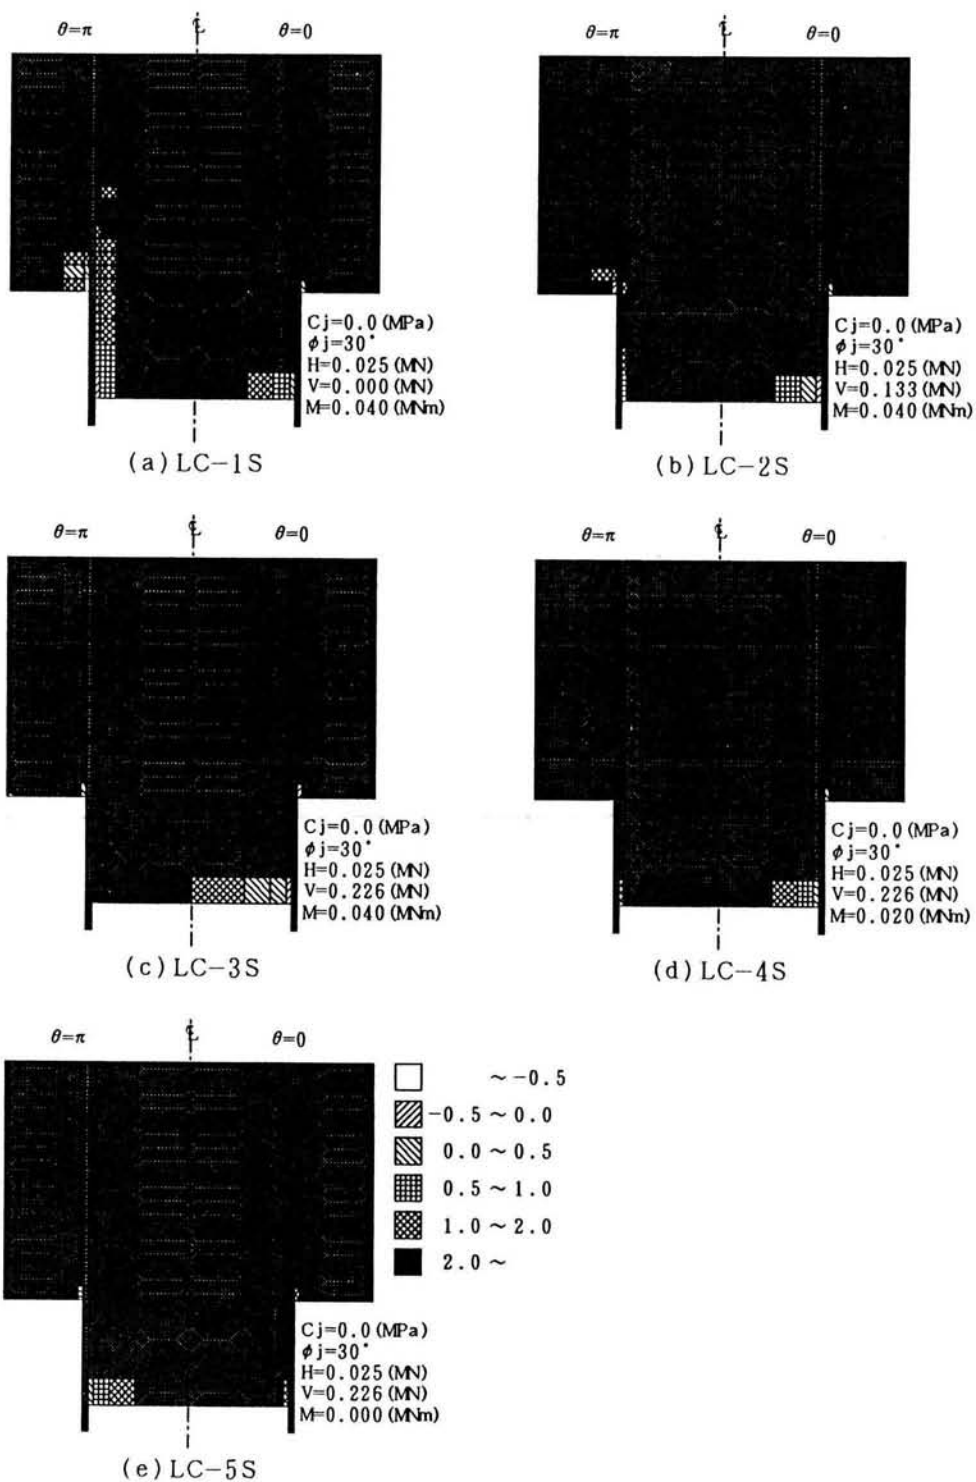 θ=π ℄ θ=0
Cj=0.0(MPa)
φj=30°
H=0.025(MN)
V=0.000(MN)
M=0.040(MNm)
(a)LC-1S
θ=π ℄ θ=0
Cj=0.0(MPa)
φj=30°
H=0.025(MN)
V=0.133(MN)
M=0.040(MNm)
(b)LC-2S
θ=π ℄ θ=0
Cj=0.0(MPa)
φj=30°
H=0.025(MN)
V=0.226(MN)
M=0.040(MNm)
(c)LC-3S
θ=π ℄ θ=0
Cj=0.0(MPa)
φj=30°
H=0.025(MN)
V=0.226(MN)
M=0.020(MNm)
(d)LC-4S
θ=π ℄ θ=0
Cj=0.0(MPa)
φj=30°
H=0.025(MN)
V=0.226(MN)
M=0.000(MNm)
(e)LC-5S
~-0.5
-0.5~0.0
0.0~0.5
0.5~1.0
1.0~2.0
2.0~